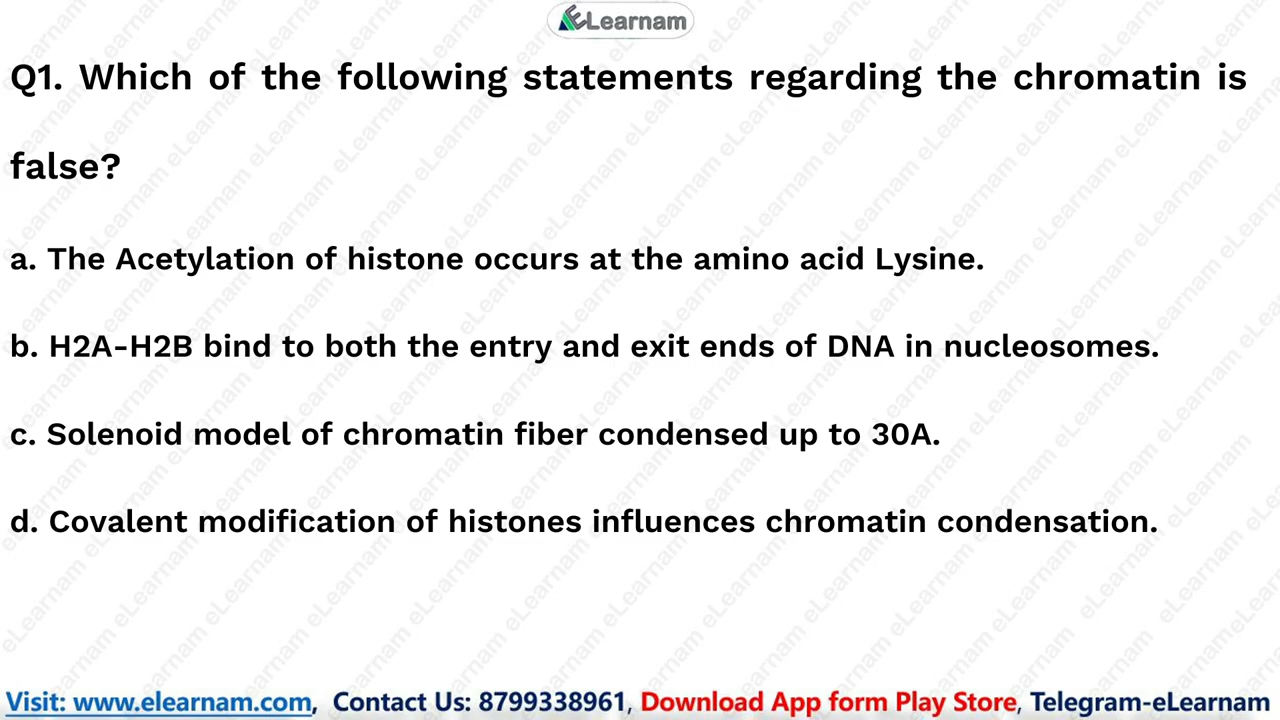 eLearnam
Q1. Which of the following statements regarding the chromatin is
false?
a. The Acetylation of histone occurs at the amino acid Lysine.
b. H2A-H2B bind to both the entry and exit ends of DNA in nucleosomes.
c. Solenoid model of chromatin fiber condensed up to 30A.
d. Covalent modification of histones influences chromatin condensation.
Visit: www.elearnam.com, Contact Us: 8799338961, Download App form Play Store, Telegram-eLearnam